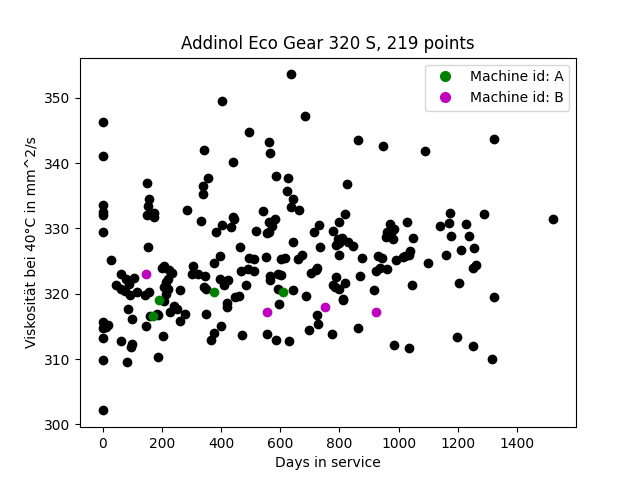 Addinol Eco Gear 320 S, 219 points
Machine id: A
Machine id: B
Viskosität bei 40°C in mm^2/s
350
340
330
320
310
300
0 200 400 600 800 1000 1200 1400
Days in service